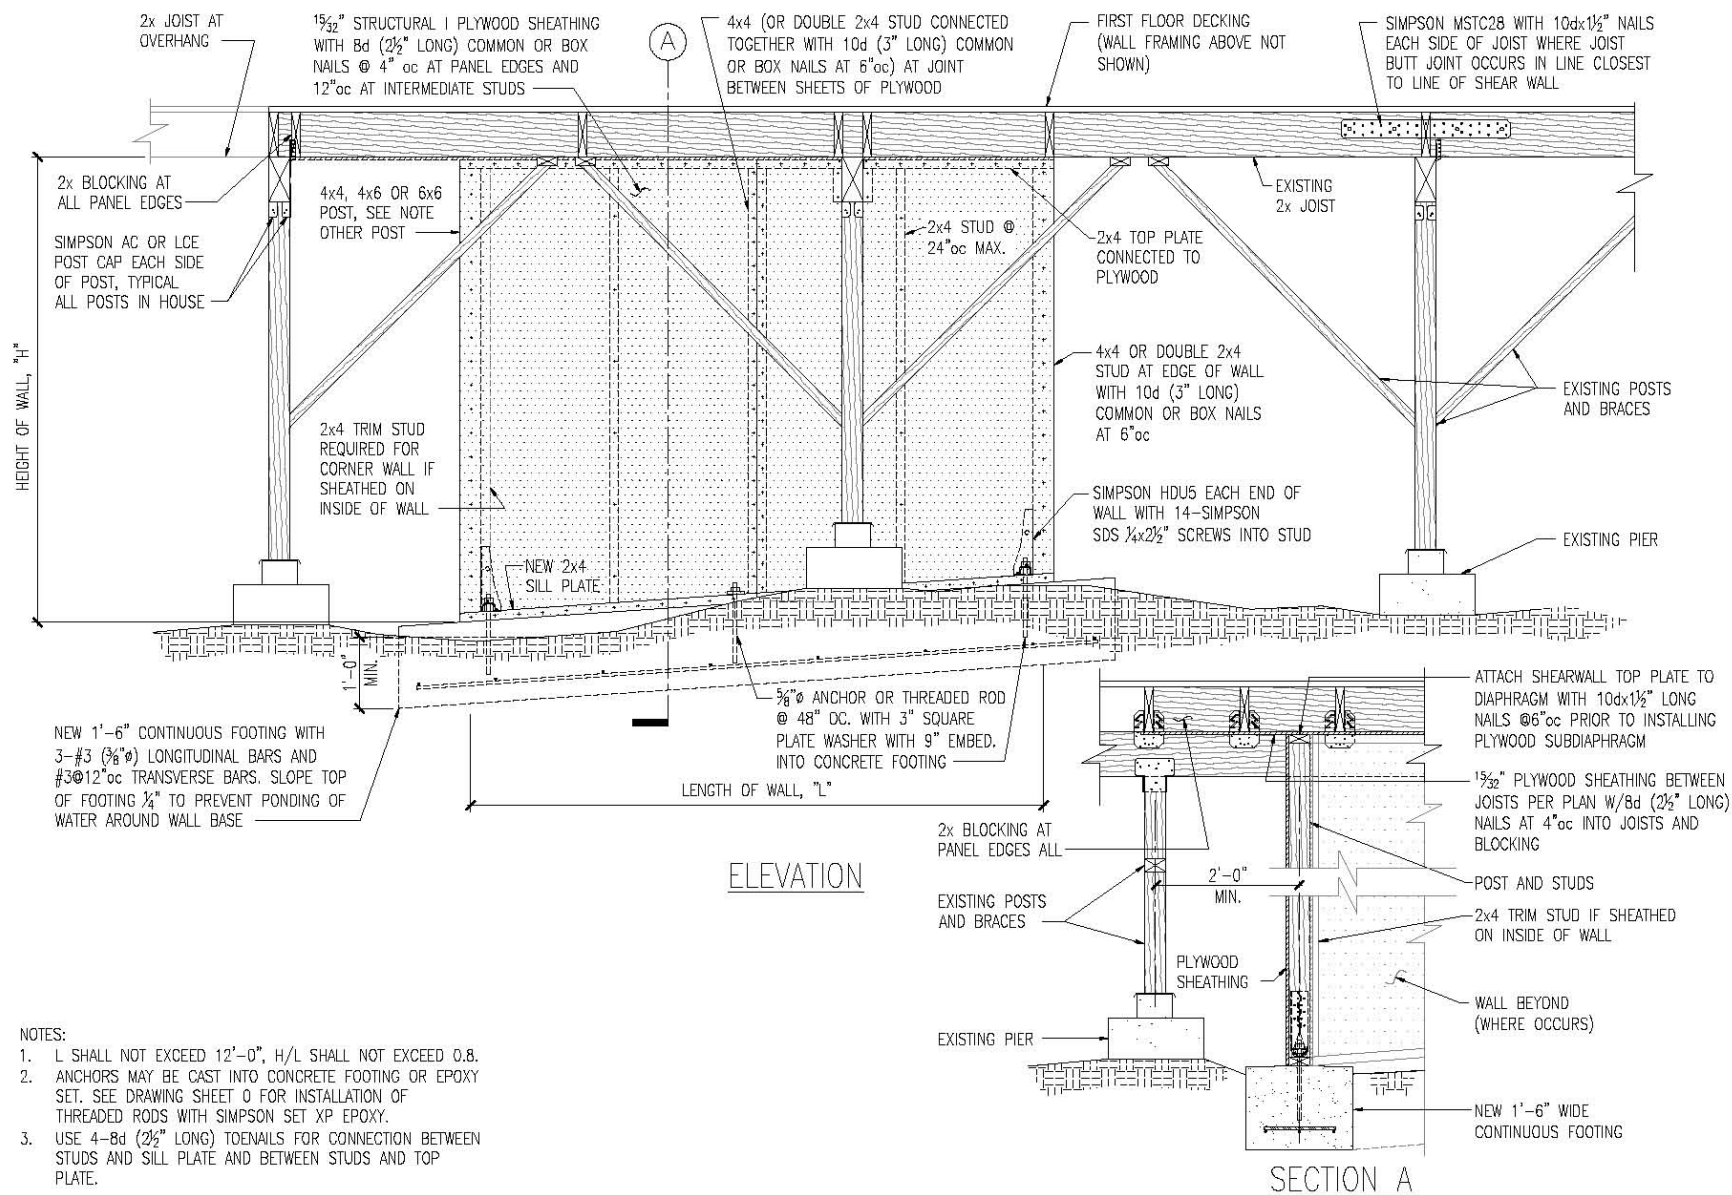 2x JOIST AT
OVERHANG
15/32" STRUCTURAL I PLYWOOD SHEATHING
WITH 8d (2½" LONG) COMMON OR BOX
NAILS @ 4" oc AT PANEL EDGES AND
12"oc AT INTERMEDIATE STUDS
A
4x4 (OR DOUBLE 2x4 STUD CONNECTED
TOGETHER WITH 10d (3" LONG) COMMON
OR BOX NAILS AT 6"oc) AT JOINT
BETWEEN SHEETS OF PLYWOOD
FIRST FLOOR DECKING
(WALL FRAMING ABOVE NOT
SHOWN)
SIMPSON MSTC28 WITH 10dx1½" NAILS
EACH SIDE OF JOIST WHERE JOIST
BUTT JOINT OCCURS IN LINE CLOSEST
TO LINE OF SHEAR WALL
2x BLOCKING AT
ALL PANEL EDGES
SIMPSON AC OR LCE
POST CAP EACH SIDE
OF POST, TYPICAL
ALL POSTS IN HOUSE
4x4, 4x6 OR 6x6
POST, SEE NOTE
OTHER POST
2x4 STUD @
24"oc MAX.
2x4 TOP PLATE
CONNECTED TO
PLYWOOD
EXISTING
2x JOIST
HEIGHT OF WALL, "H"
4x4 OR DOUBLE 2x4
STUD AT EDGE OF WALL
WITH 10d (3" LONG)
COMMON OR BOX NAILS
AT 6"oc
EXISTING POSTS
AND BRACES
2x4 TRIM STUD
REQUIRED FOR
CORNER WALL IF
SHEATHED ON
INSIDE OF WALL
SIMPSON HDU5 EACH END OF
WALL WITH 14-SIMPSON
SDS ¼x2½" SCREWS INTO STUD
EXISTING PIER
NEW 2x4
SILL PLATE
1'-0"
MIN.
NEW 1'-6" CONTINUOUS FOOTING WITH
3-#3 (⅜"ø) LONGITUDINAL BARS AND
#3@12"oc TRANSVERSE BARS. SLOPE TOP
OF FOOTING ¼" TO PREVENT PONDING OF
WATER AROUND WALL BASE
⅝"ø ANCHOR OR THREADED ROD
@ 48" OC. WITH 3" SQUARE
PLATE WASHER WITH 9" EMBED.
INTO CONCRETE FOOTING
LENGTH OF WALL, "L"
ELEVATION
ATTACH SHEARWALL TOP PLATE TO
DIAPHRAGM WITH 10dx1½" LONG
NAILS @6"oc PRIOR TO INSTALLING
PLYWOOD SUBDIAPHRAGM
15/32" PLYWOOD SHEATHING BETWEEN
JOISTS PER PLAN W/8d (2½" LONG)
NAILS AT 4"oc INTO JOISTS AND
BLOCKING
2x BLOCKING AT
PANEL EDGES ALL
2'-0"
MIN.
POST AND STUDS
EXISTING POSTS
AND BRACES
2x4 TRIM STUD IF SHEATHED
ON INSIDE OF WALL
PLYWOOD
SHEATHING
WALL BEYOND
(WHERE OCCURS)
EXISTING PIER
NEW 1'-6" WIDE
CONTINUOUS FOOTING
SECTION A
NOTES:
1. L SHALL NOT EXCEED 12'-0", H/L SHALL NOT EXCEED 0.8.
2. ANCHORS MAY BE CAST INTO CONCRETE FOOTING OR EPOXY
SET. SEE DRAWING SHEET 0 FOR INSTALLATION OF
THREADED RODS WITH SIMPSON SET XP EPOXY.
3. USE 4-8d (2½" LONG) TOENAILS FOR CONNECTION BETWEEN
STUDS AND SILL PLATE AND BETWEEN STUDS AND TOP
PLATE.